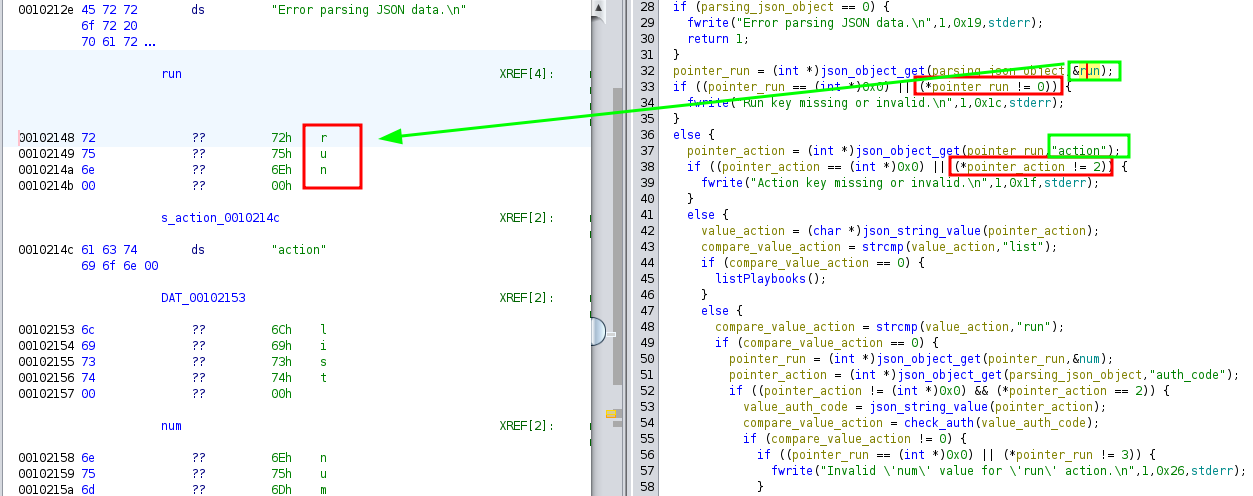 0010212e 45 72 72 ds "Error parsing JSON data.\n"
6f 72 20
70 61 72 ...
run XREF[4]:
00102148 72 ?? 72h r
00102149 75 ?? 75h u
0010214a 6e ?? 6Eh n
0010214b 00 ?? 00h
s_action_0010214c XREF[2]:
0010214c 61 63 74 ds "action"
69 6f 6e 00
DAT_00102153 XREF[2]:
00102153 6c ?? 6Ch l
00102154 69 ?? 69h i
00102155 73 ?? 73h s
00102156 74 ?? 74h t
00102157 00 ?? 00h
num XREF[2]:
00102158 6e ?? 6Eh n
00102159 75 ?? 75h u
0010215a 6d ?? 6Dh m
28 if (parsing_json_object == 0) {
29 fwrite("Error parsing JSON data.\n",1,0x19,stderr);
30 return 1;
31 }
32 pointer_run = (int *)json_object_get(parsing_json_object,&run);
33 if ((pointer_run == (int *)0x0) || (*pointer_run != 0)) {
34 fwrite("Run key missing or invalid.\n",1,0x1c,stderr);
35 }
36 else {
37 pointer_action = (int *)json_object_get(pointer_run,"action");
38 if ((pointer_action == (int *)0x0) || (*pointer_action != 2)) {
39 fwrite("Action key missing or invalid.\n",1,0x1f,stderr);
40 }
41 else {
42 value_action = (char *)json_string_value(pointer_action);
43 compare_value_action = strcmp(value_action,"list");
44 if (compare_value_action == 0) {
45 listPlaybooks();
46 }
47 else {
48 compare_value_action = strcmp(value_action,"run");
49 if (compare_value_action == 0) {
50 pointer_run = (int *)json_object_get(pointer_run,&num);
51 pointer_action = (int *)json_object_get(parsing_json_object,"auth_code");
52 if ((pointer_action != (int *)0x0) && (*pointer_action == 2)) {
53 value_auth_code = json_string_value(pointer_action);
54 compare_value_action = check_auth(value_auth_code);
55 if (compare_value_action != 0) {
56 if ((pointer_run == (int *)0x0) || (*pointer_run != 3)) {
57 fwrite("Invalid \'num\' value for \'run\' action.\n",1,0x26,stderr);
58 }